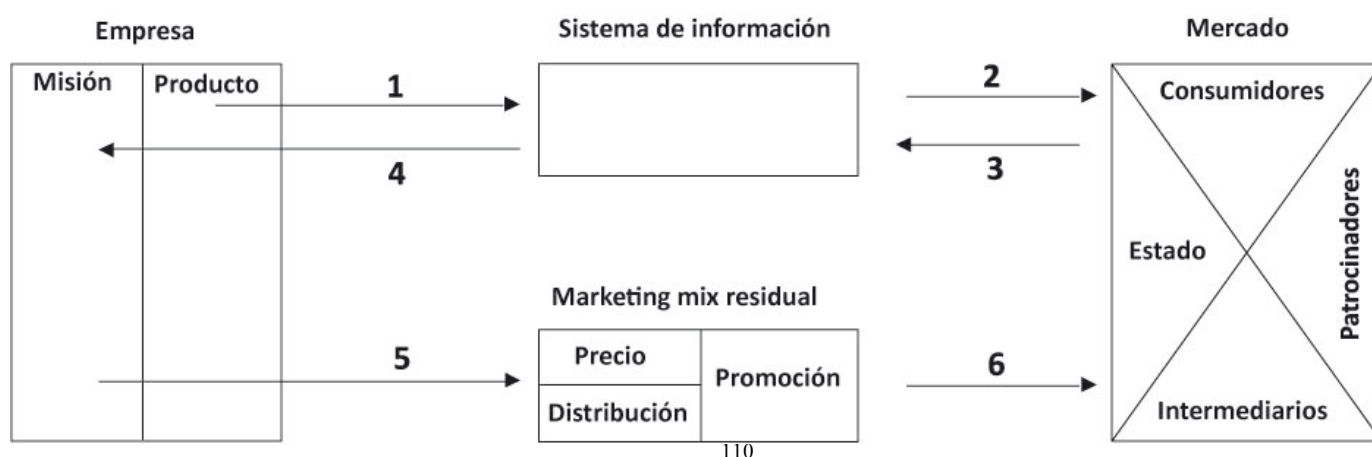 Empresa
Sistema de información
Mercado
Misión
Producto
1
2
Consumidores
4
3
Estado
Patrocinadores
Marketing mix residual
5
Precio
Promoción
6
Distribución
Intermediarios
110